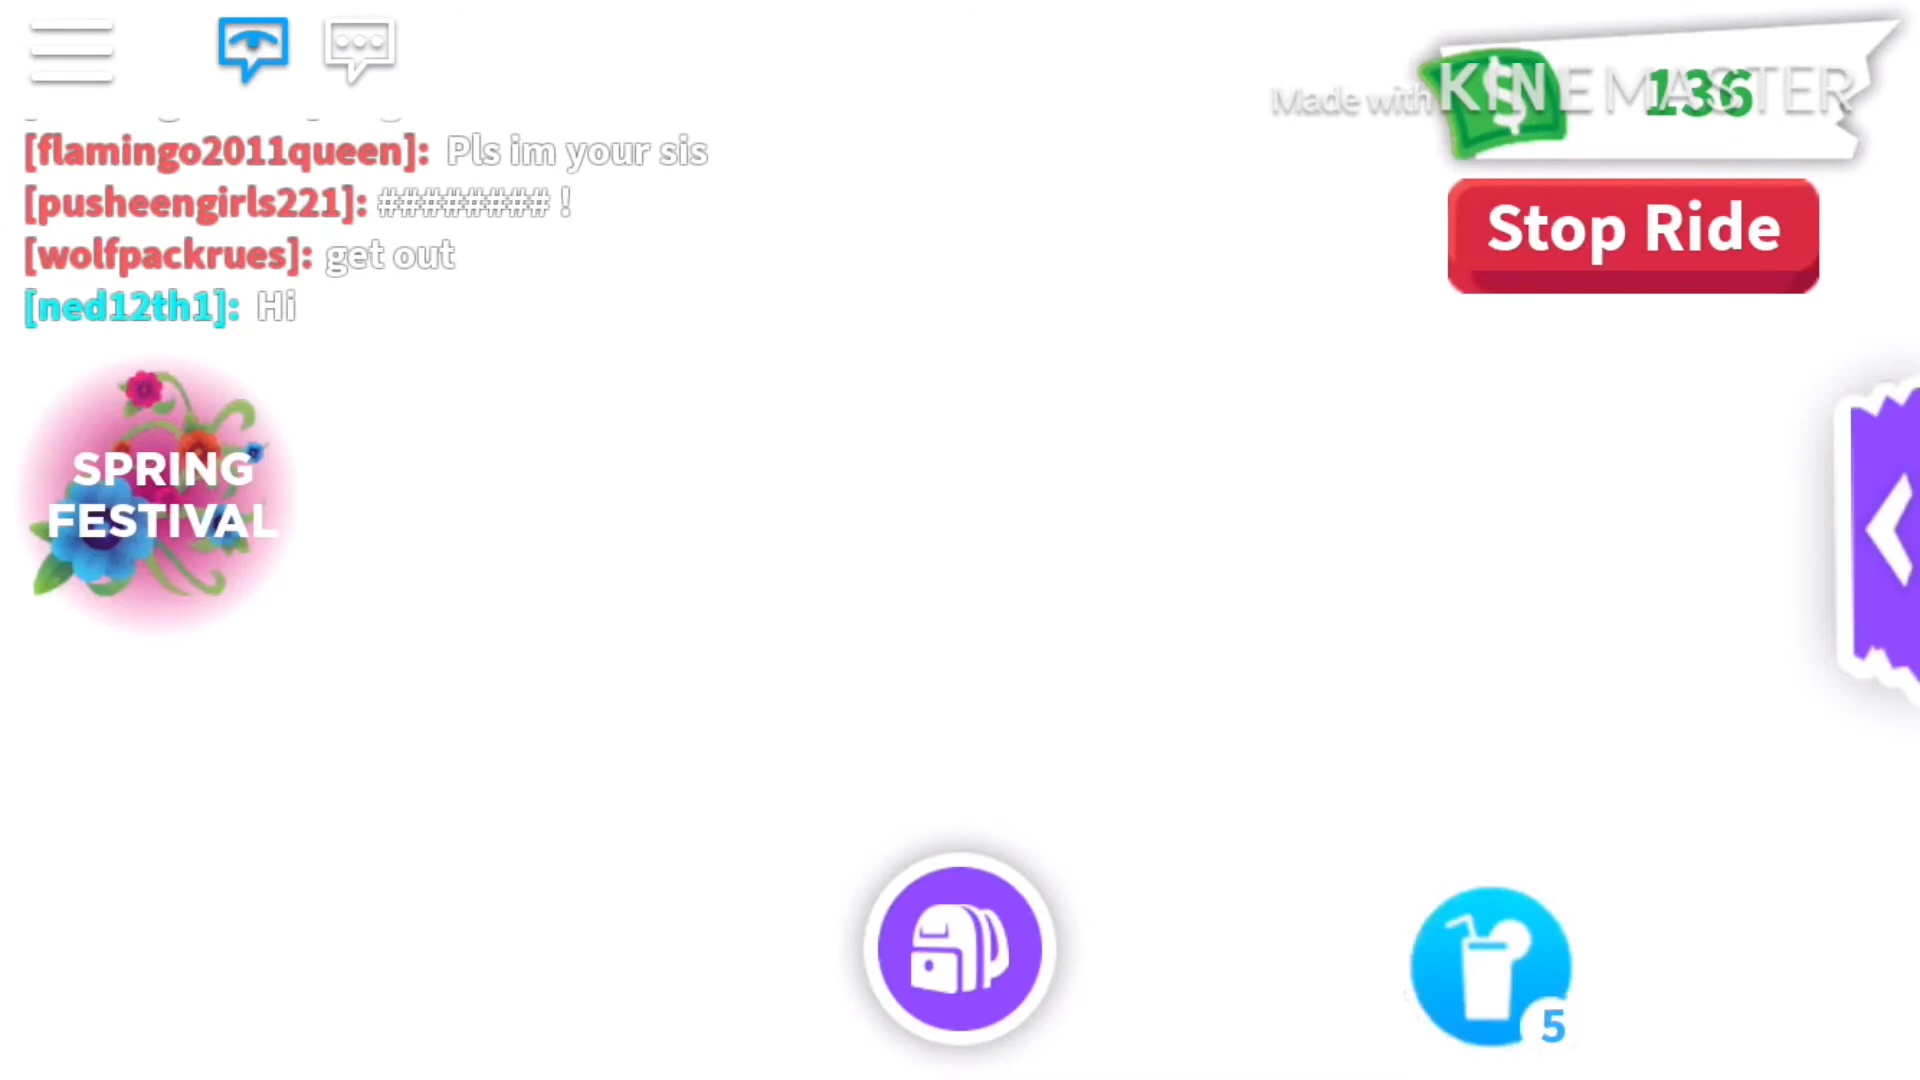 Made with KINEMASTER
136
[flamingo2011queen]: Pls im your sis
[pusheengirls221]: ######## !
[wolfpackrues]: get out
[ned12th1]: Hi
Stop Ride
SPRING
FESTIVAL
5